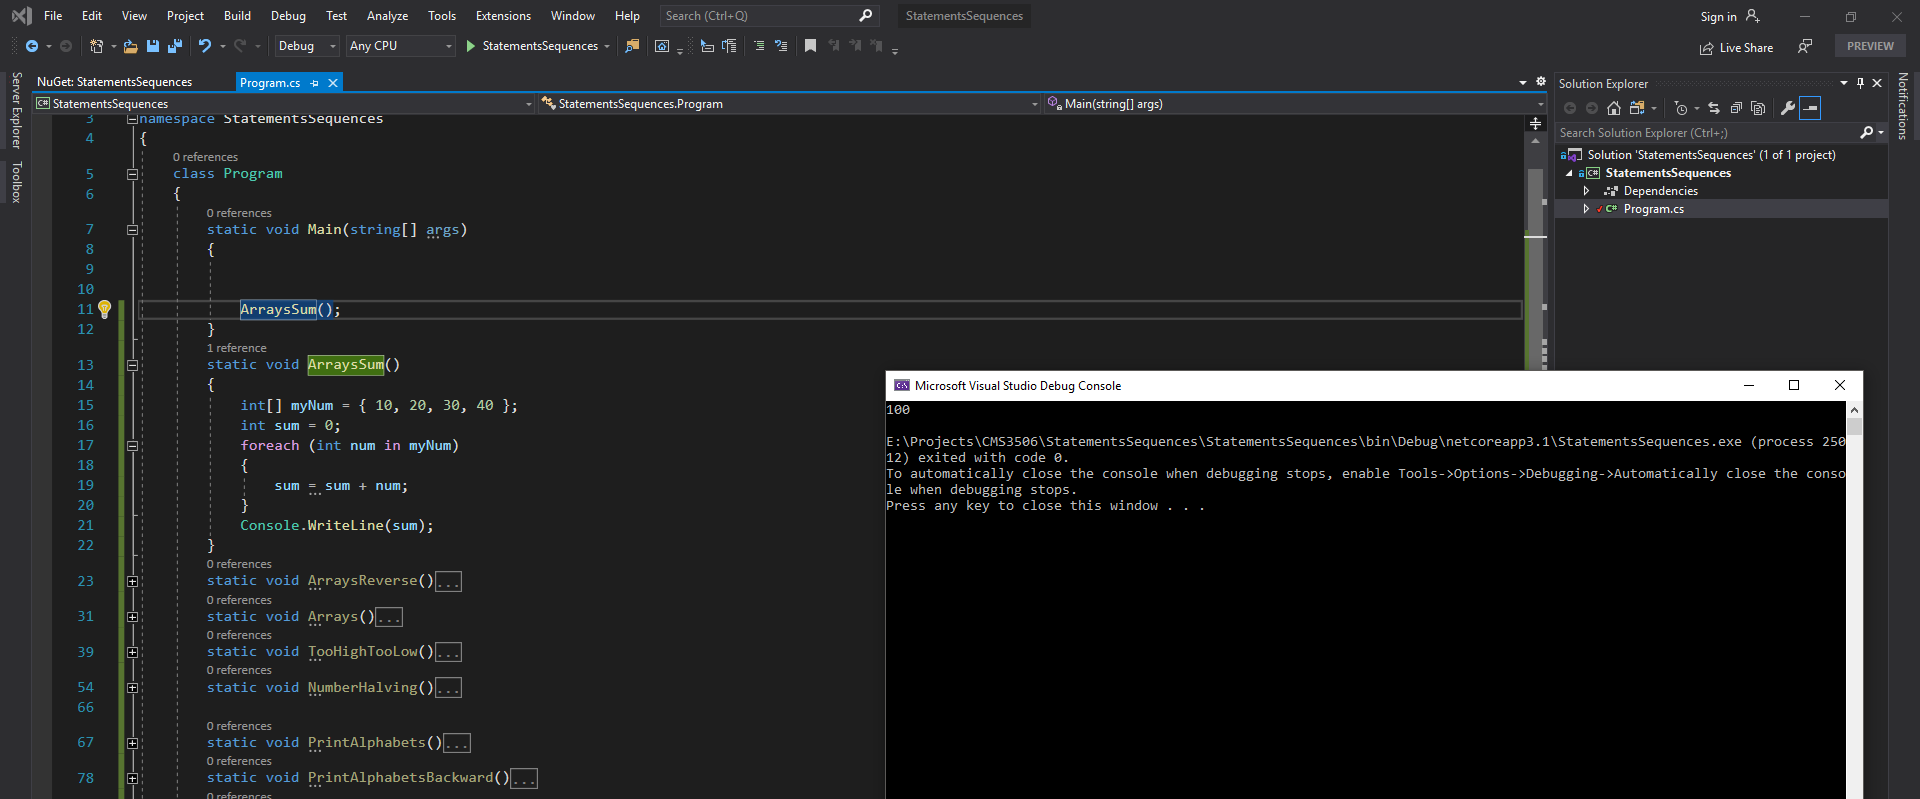 File Edit View Project Build Debug Test Analyze Tools Extensions Window Help Search (Ctrl+Q) StatementsSequences Sign in
Debug Any CPU StatementsSequences Live Share PREVIEW
Server Explorer
Toolbox
NuGet: StatementsSequences Program.cs
C# StatementsSequences StatementsSequences.Program Main(string[] args)
3 namespace StatementsSequences
4 {
0 references
5 class Program
6 {
0 references
7 static void Main(string[] args)
8 {
9
10
11 ArraysSum();
12 }
1 reference
13 static void ArraysSum()
14 {
15 int[] myNum = { 10, 20, 30, 40 };
16 int sum = 0;
17 foreach (int num in myNum)
18 {
19 sum = sum + num;
20 }
21 Console.WriteLine(sum);
22 }
0 references
23 static void ArraysReverse()...
0 references
31 static void Arrays()...
0 references
39 static void TooHighTooLow()...
0 references
54 static void NumberHalving()...
66
0 references
67 static void PrintAlphabets()...
0 references
78 static void PrintAlphabetsBackward()...
0 references
Microsoft Visual Studio Debug Console
100
E:\Projects\CMS3506\StatementsSequences\StatementsSequences\bin\Debug\netcoreapp3.1\StatementsSequences.exe (process 250
12) exited with code 0.
To automatically close the console when debugging stops, enable Tools->Options->Debugging->Automatically close the conso
le when debugging stops.
Press any key to close this window . . .
Solution Explorer
Search Solution Explorer (Ctrl+;)
Solution 'StatementsSequences' (1 of 1 project)
C# StatementsSequences
Dependencies
C# Program.cs
Notifications